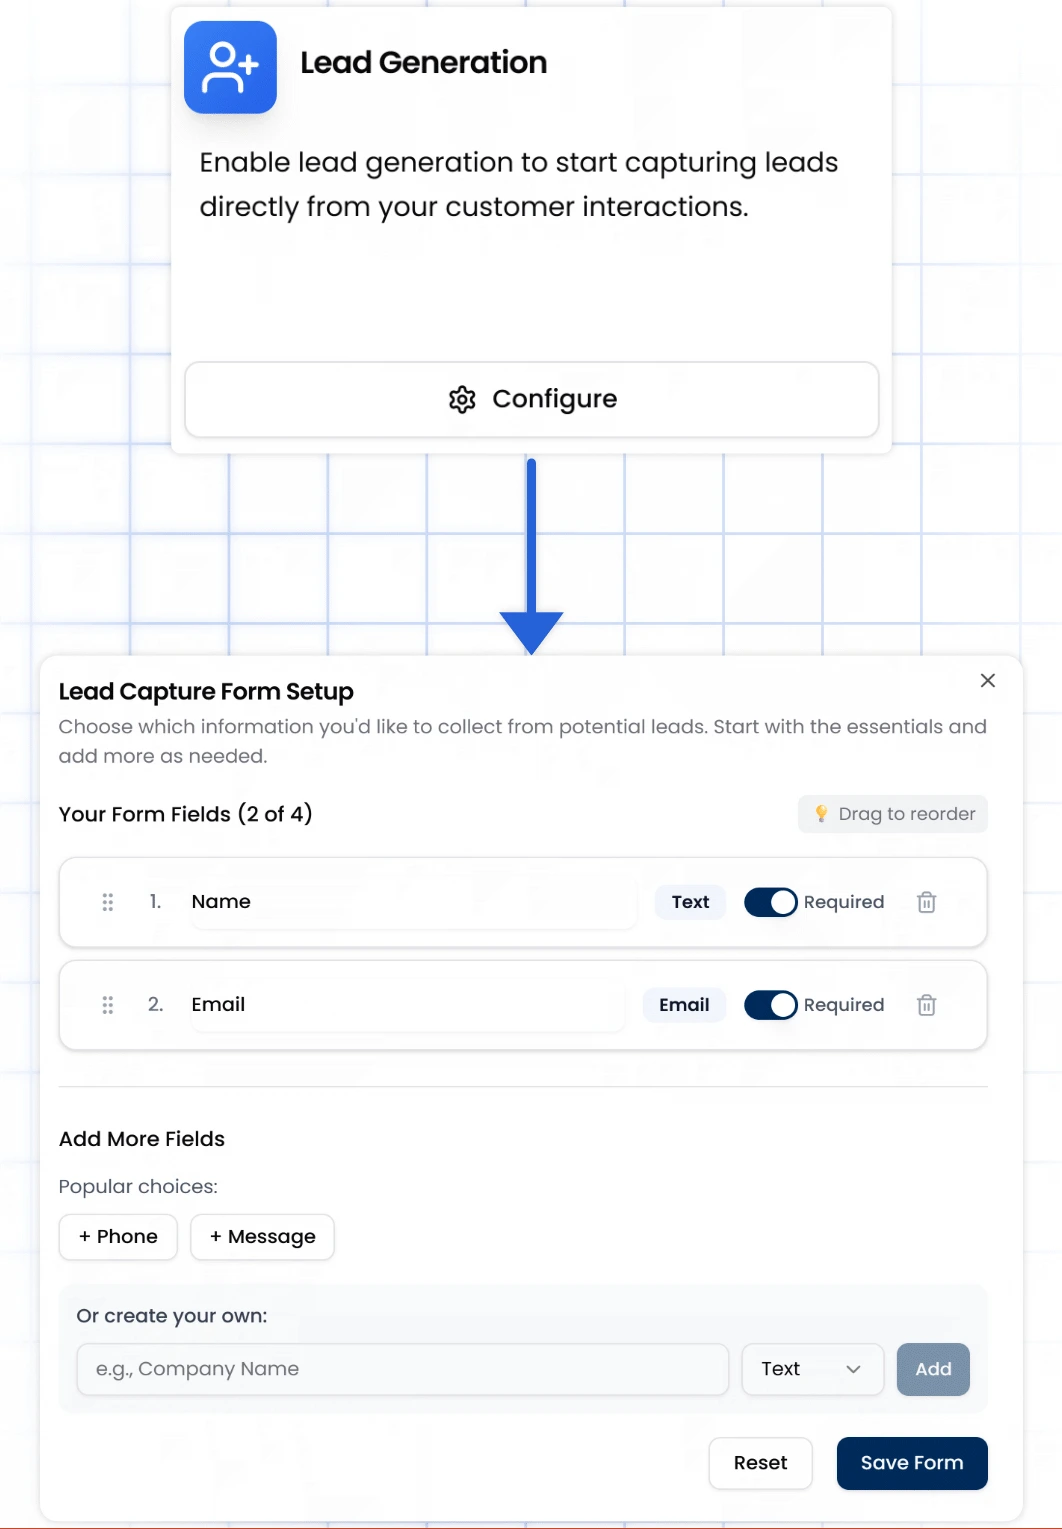 Lead Generation
Enable lead generation to start capturing leads
directly from your customer interactions.
Configure
Lead Capture Form Setup
Choose which information you'd like to collect from potential leads. Start with the essentials and
add more as needed.
Your Form Fields (2 of 4)
Drag to reorder
1. Name Text Required
2. Email Email Required
Add More Fields
Popular choices:
+ Phone + Message
Or create your own:
e.g., Company Name Text Add
Reset Save Form